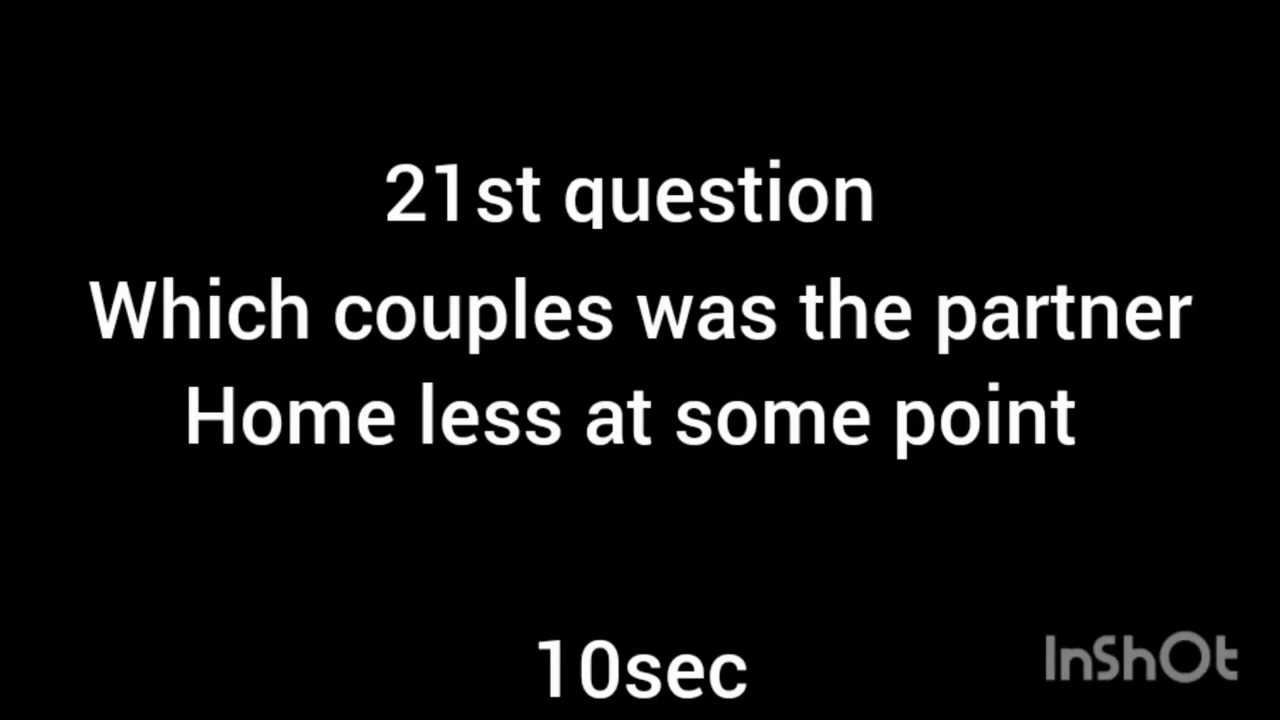 21st question
Which couples was the partner
Home less at some point
10sec
InShOt